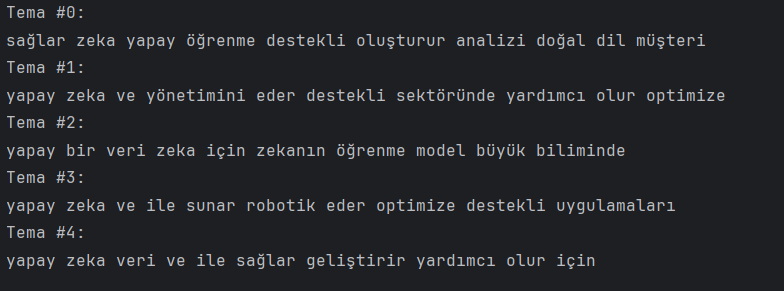 Tema #0:
sağlar zeka yapay öğrenme destekli oluşturur analizi doğal dil müşteri
Tema #1:
yapay zeka ve yönetimini eder destekli sektöründe yardımcı olur optimize
Tema #2:
yapay bir veri zeka için zekanın öğrenme model büyük biliminde
Tema #3:
yapay zeka ve ile sunar robotik eder optimize destekli uygulamaları
Tema #4:
yapay zeka veri ve ile sağlar geliştirir yardımcı olur için